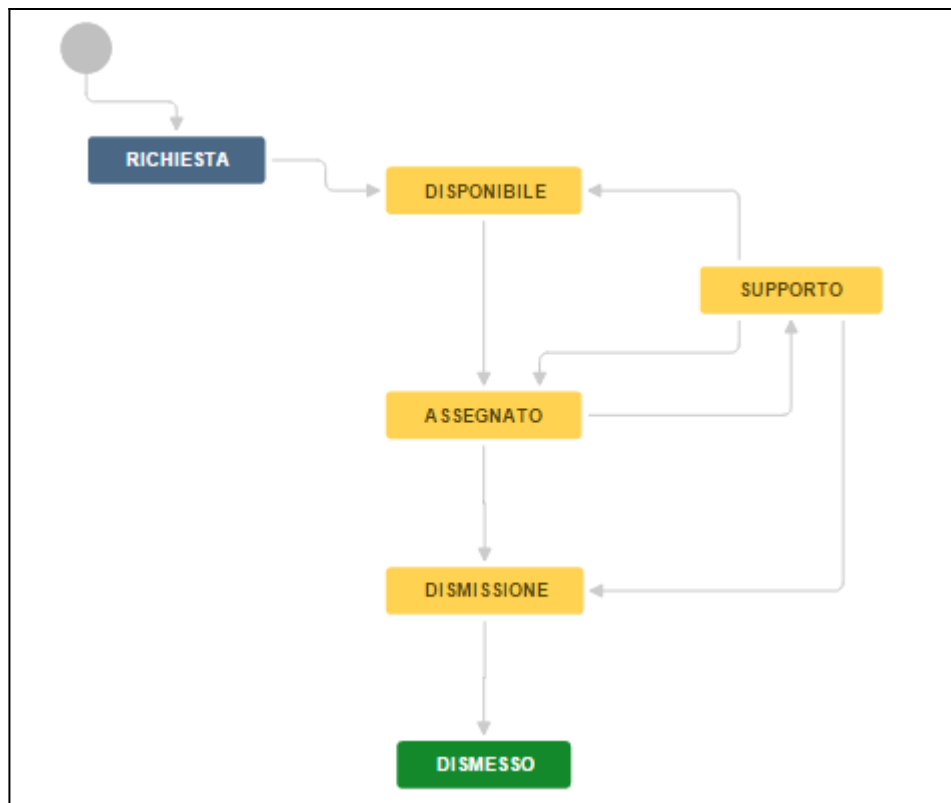 RICHIESTA
DISPONIBILE
SUPPORTO
ASSEGNATO
DISMISSIONE
DISMESSO